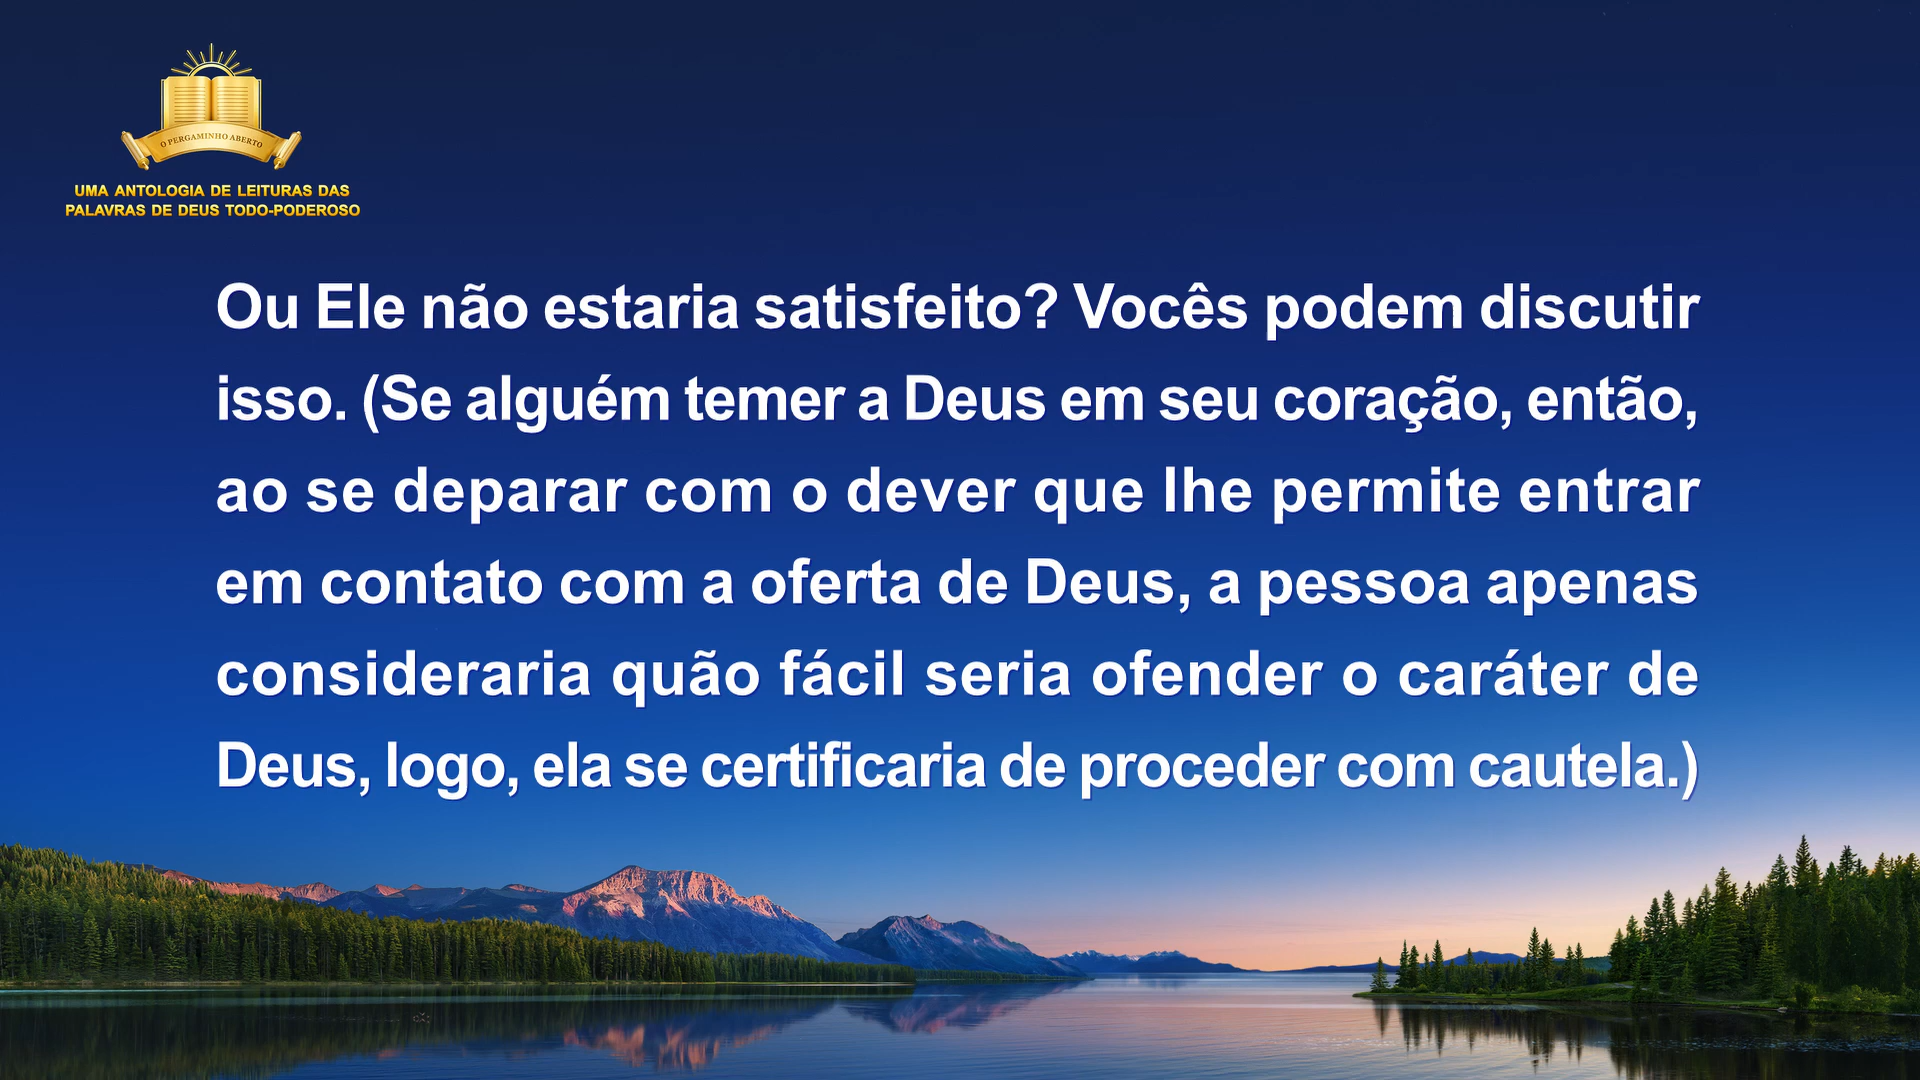 O PERGAMINHO ABERTO
UMA ANTOLOGIA DE LEITURAS DAS
PALAVRAS DE DEUS TODO-PODEROSO
Ou Ele não estaria satisfeito? Vocês podem discutir
isso. (Se alguém temer a Deus em seu coração, então,
ao se deparar com o dever que lhe permite entrar
em contato com a oferta de Deus, a pessoa apenas
consideraria quão fácil seria ofender o caráter de
Deus, logo, ela se certificaria de proceder com cautela.)